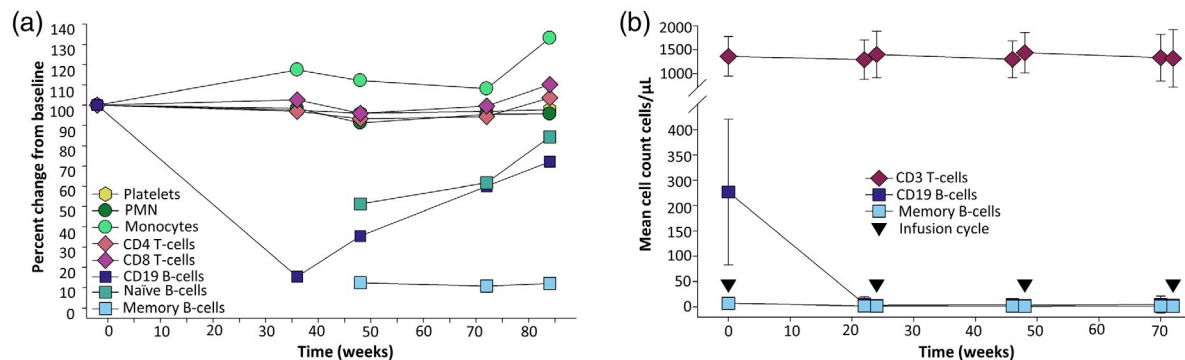 (a)
Percent change from baseline
140
130
120
110
100
90
80
70
60
50
40
30
20
10
0
Platelets
PMN
Monocytes
CD4 T-cells
CD8 T-cells
CD19 B-cells
Naïve B-cells
Memory B-cells
0 10 20 30 40 50 60 70 80
Time (weeks)
(b)
Mean cell count cells/µL
2000
1500
1000
400
350
300
200
150
100
50
0
CD3 T-cells
CD19 B-cells
Memory B-cells
Infusion cycle
0 10 20 30 40 50 60 70
Time (weeks)